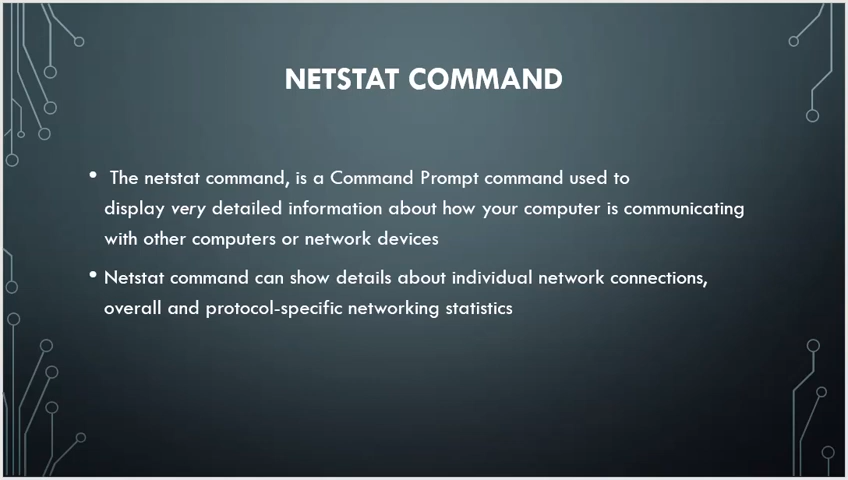 NETSTAT COMMAND
• The netstat command, is a Command Prompt command used to
display very detailed information about how your computer is communicating
with other computers or network devices
• Netstat command can show details about individual network connections,
overall and protocol-specific networking statistics